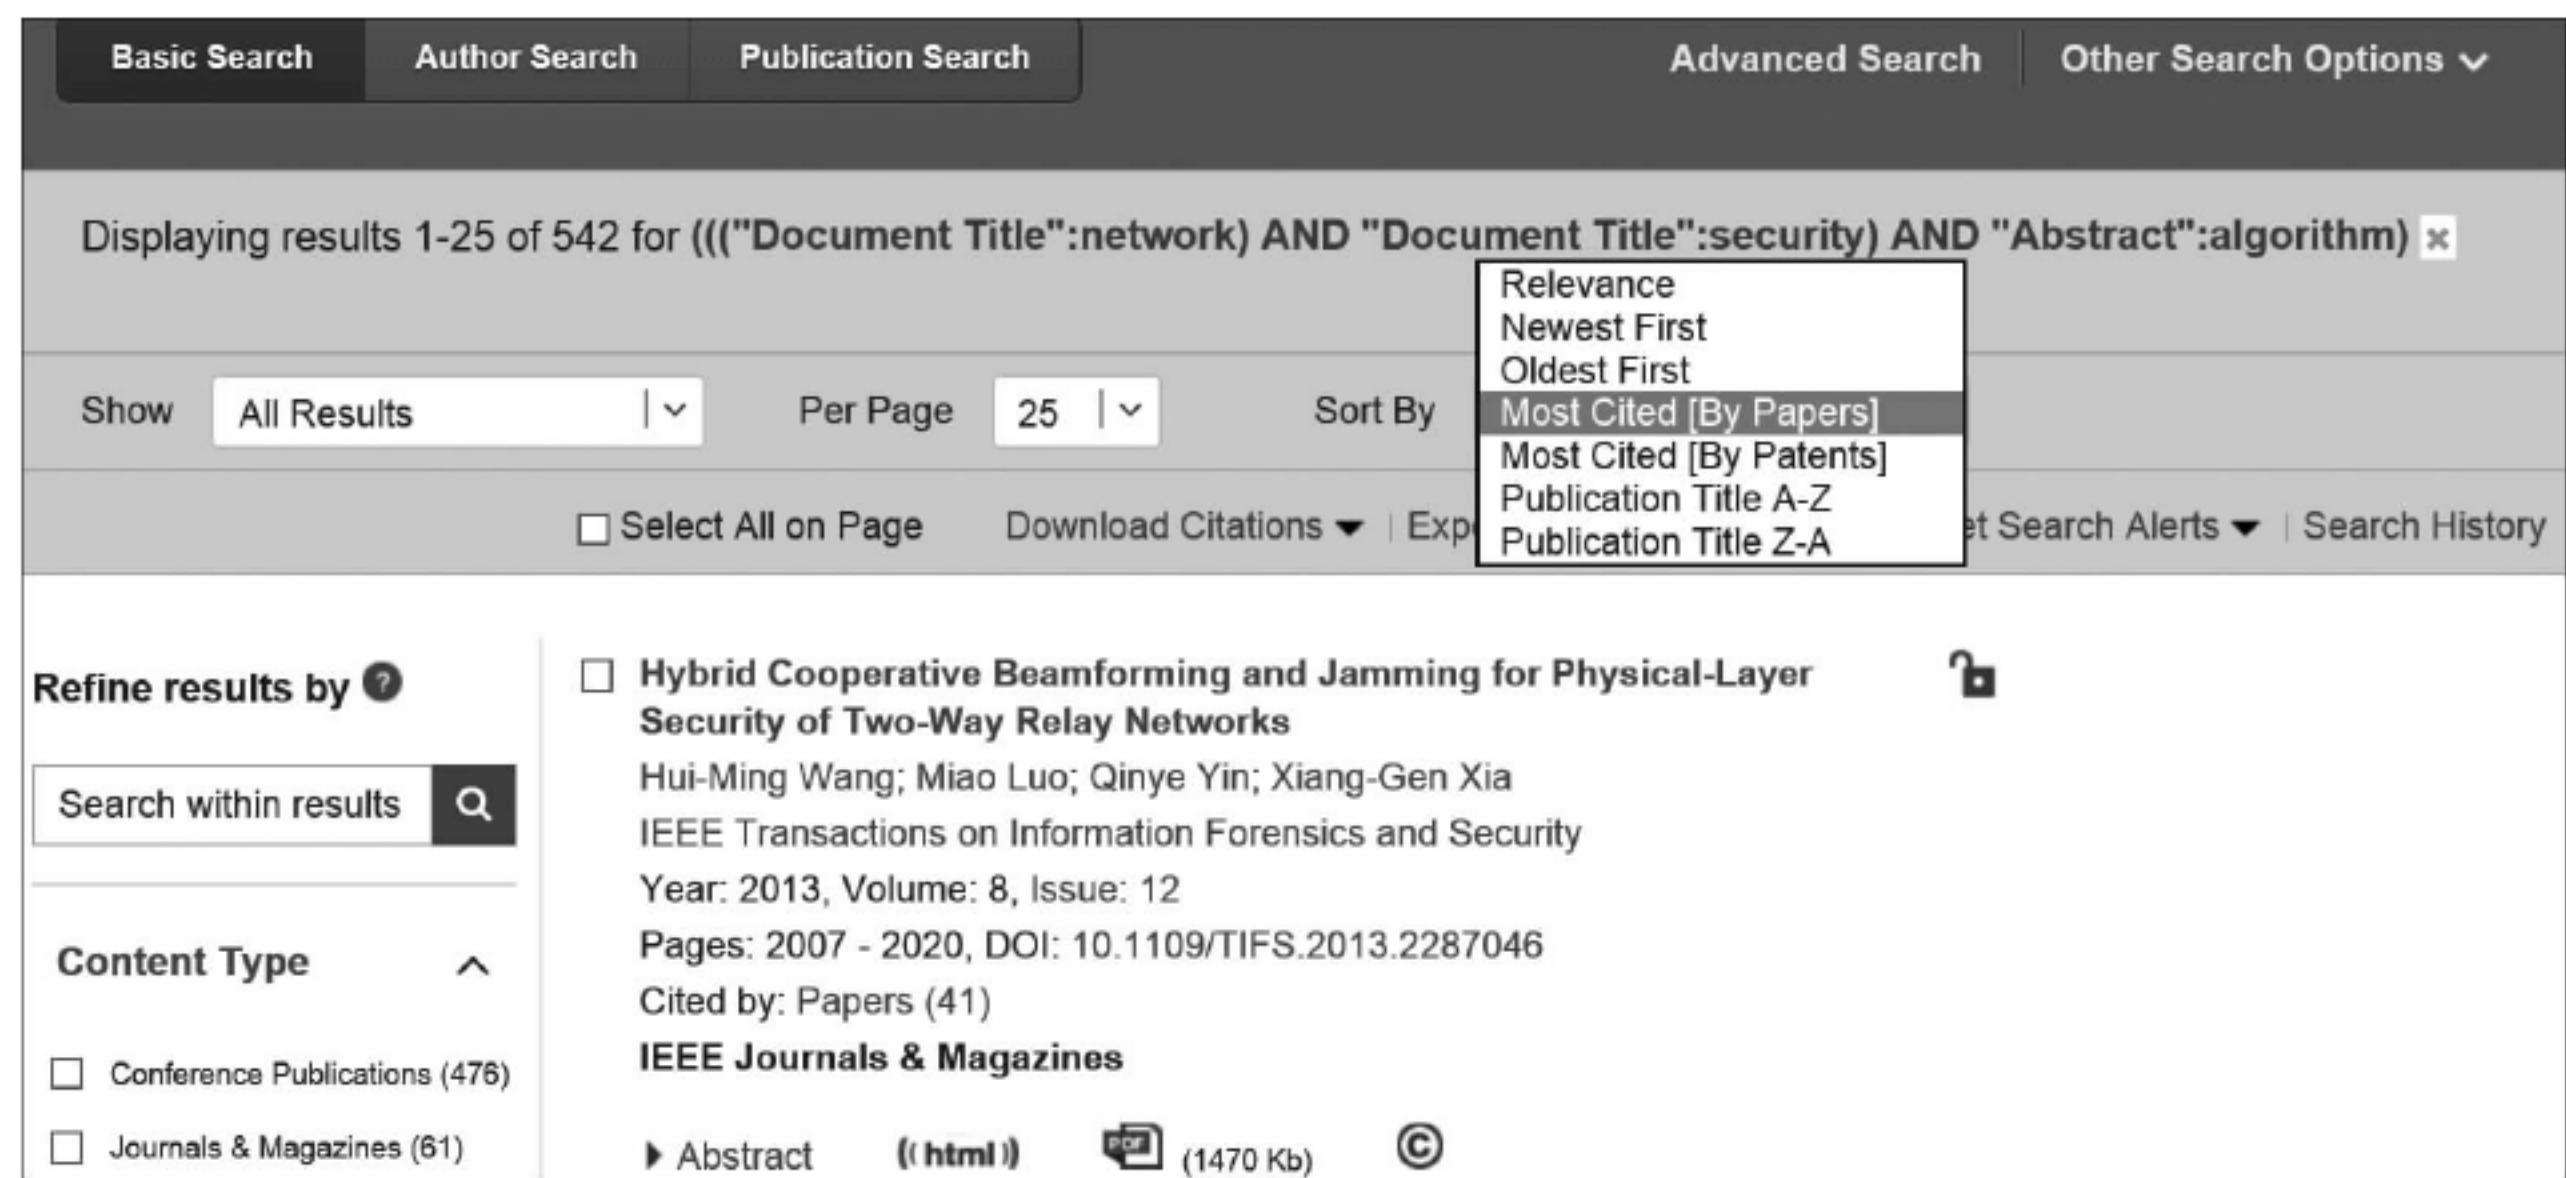 Basic Search Author Search Publication Search Advanced Search Other Search Options
Displaying results 1-25 of 542 for ((("Document Title":network) AND "Document Title":security) AND "Abstract":algorithm) ×
Relevance
Newest First
Oldest First
Show All Results Per Page 25 Sort By Most Cited [By Papers]
Most Cited [By Patents]
Publication Title A-Z
Select All on Page Download Citations Search Alerts Search History
Publication Title Z-A
Refine results by ?
Search within results
Content Type
Conference Publications (476)
Journals & Magazines (61)
Hybrid Cooperative Beamforming and Jamming for Physical-Layer
Security of Two-Way Relay Networks
Hui-Ming Wang; Miao Luo; Qinye Yin; Xiang-Gen Xia
IEEE Transactions on Information Forensics and Security
Year: 2013, Volume: 8, Issue: 12
Pages: 2007 - 2020, DOI: 10.1109/TIFS.2013.2287046
Cited by: Papers (41)
IEEE Journals & Magazines
Abstract ((html)) PDF (1470 Kb) ©